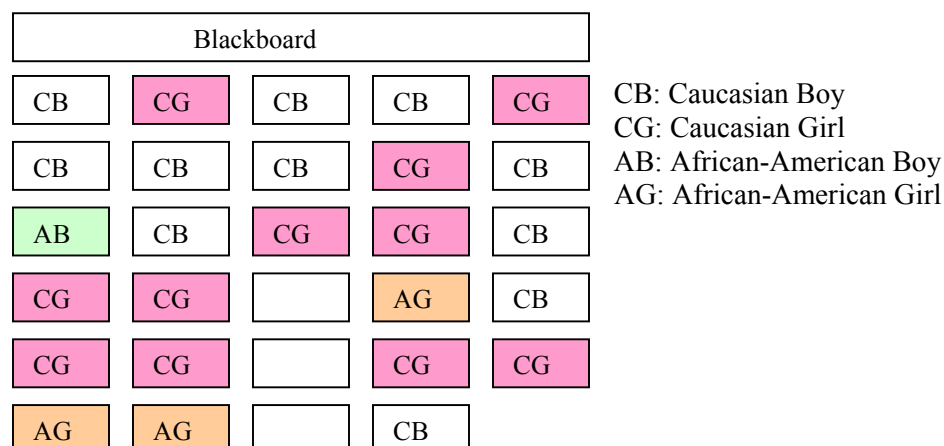 Blackboard
CB CG CB CB CG
CB CB CB CG CB
AB CB CG CG CB
CG CG AG CB
CG CG CG CG
AG AG CB
CB: Caucasian Boy
CG: Caucasian Girl
AB: African-American Boy
AG: African-American Girl